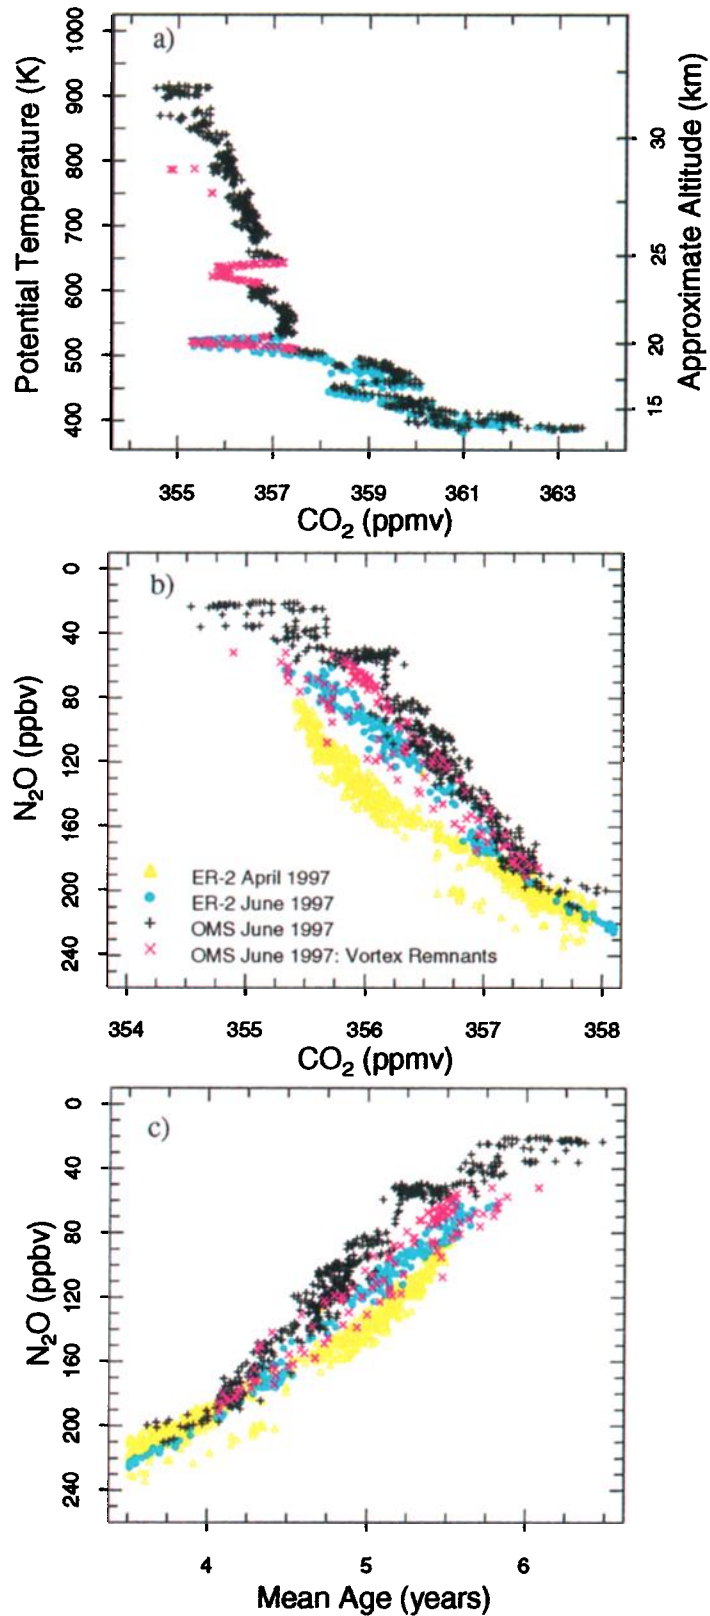 a)
1000
900
800
700
600
500
400
Potential Temperature (K)
30
25
20
15
Approximate Altitude (km)
355 357 359 361 363
CO₂ (ppmv)
b)
0
40
80
120
160
200
240
N₂O (ppbv)
ER-2 April 1997
ER-2 June 1997
OMS June 1997
OMS June 1997: Vortex Remnants
354 355 356 357 358
CO₂ (ppmv)
c)
0
40
80
120
160
200
240
N₂O (ppbv)
4 5 6
Mean Age (years)